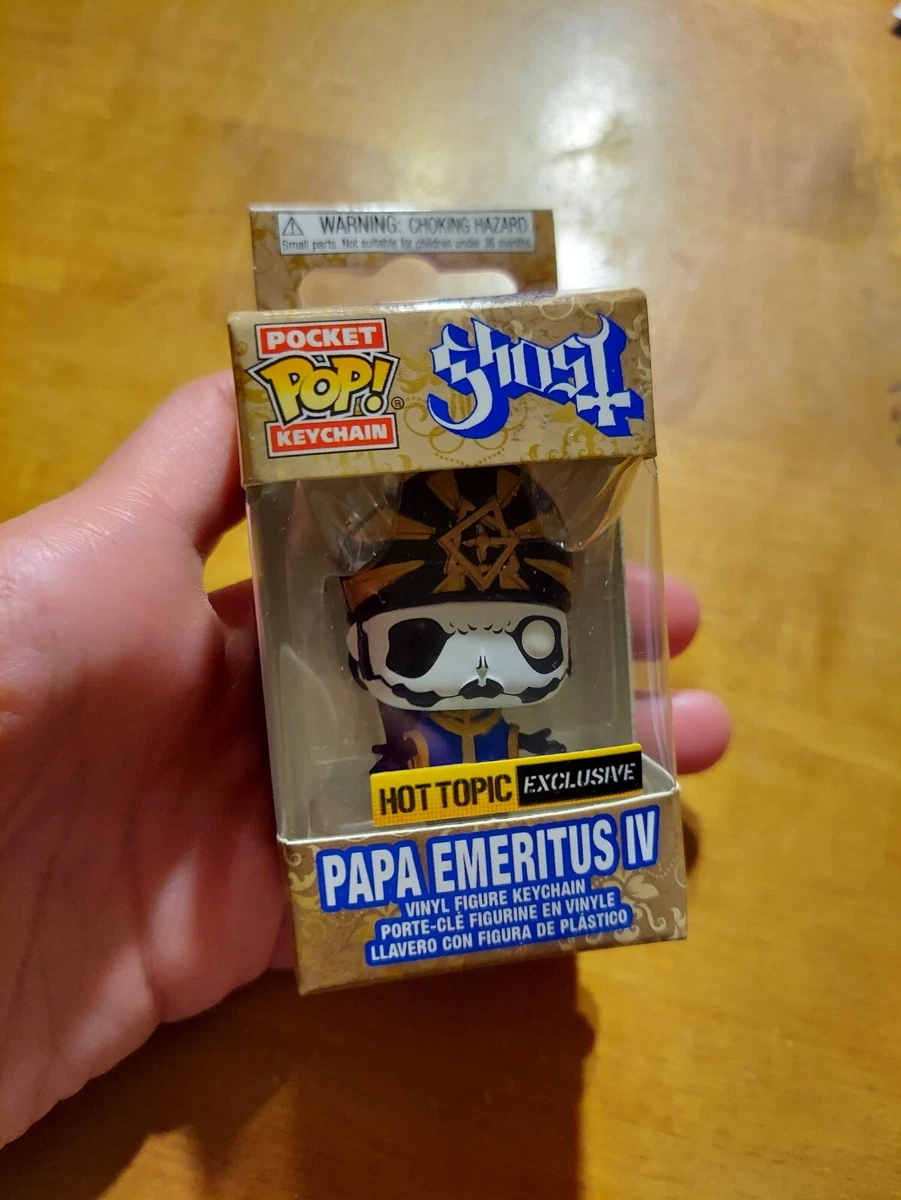 ⚠ WARNING: CHOKING HAZARD.
Small parts. Not suitable for children under 36 months.
POCKET
POP!®
KEYCHAIN
Ghost
HOT TOPIC EXCLUSIVE
PAPA EMERITUS IV
VINYL FIGURE KEYCHAIN
PORTE-CLÉ FIGURINE EN VINYLE
LLAVERO CON FIGURA DE PLÁSTICO